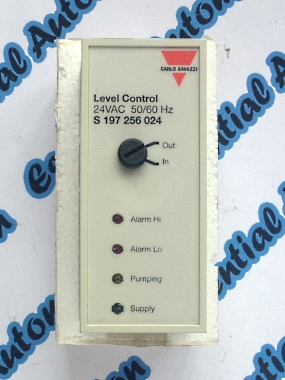 CARLO GAVAZZI
Level Control
24VAC 50/60 Hz
S 197 256 024
Out
In
Alarm Hi
Alarm Lo
Pumping
Supply